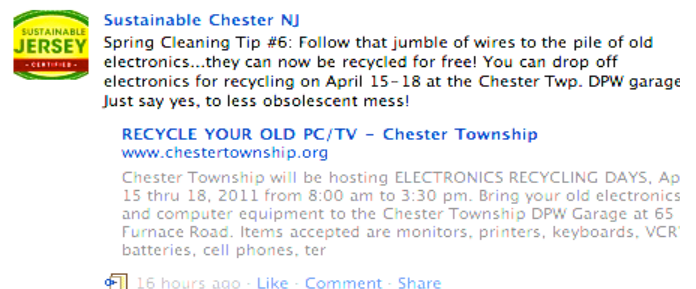 SUSTAINABLE
JERSEY
CERTIFIED
Sustainable Chester NJ
Spring Cleaning Tip #6: Follow that jumble of wires to the pile of old
electronics...they can now be recycled for free! You can drop off
electronics for recycling on April 15-18 at the Chester Twp. DPW garage
Just say yes, to less obsolescent mess!
RECYCLE YOUR OLD PC/TV - Chester Township
www.chestertownship.org
Chester Township will be hosting ELECTRONICS RECYCLING DAYS, Ap
15 thru 18, 2011 from 8:00 am to 3:30 pm. Bring your old electronics
and computer equipment to the Chester Township DPW Garage at 65
Furnace Road. Items accepted are monitors, printers, keyboards, VCR'
batteries, cell phones, ter
16 hours ago · Like · Comment · Share